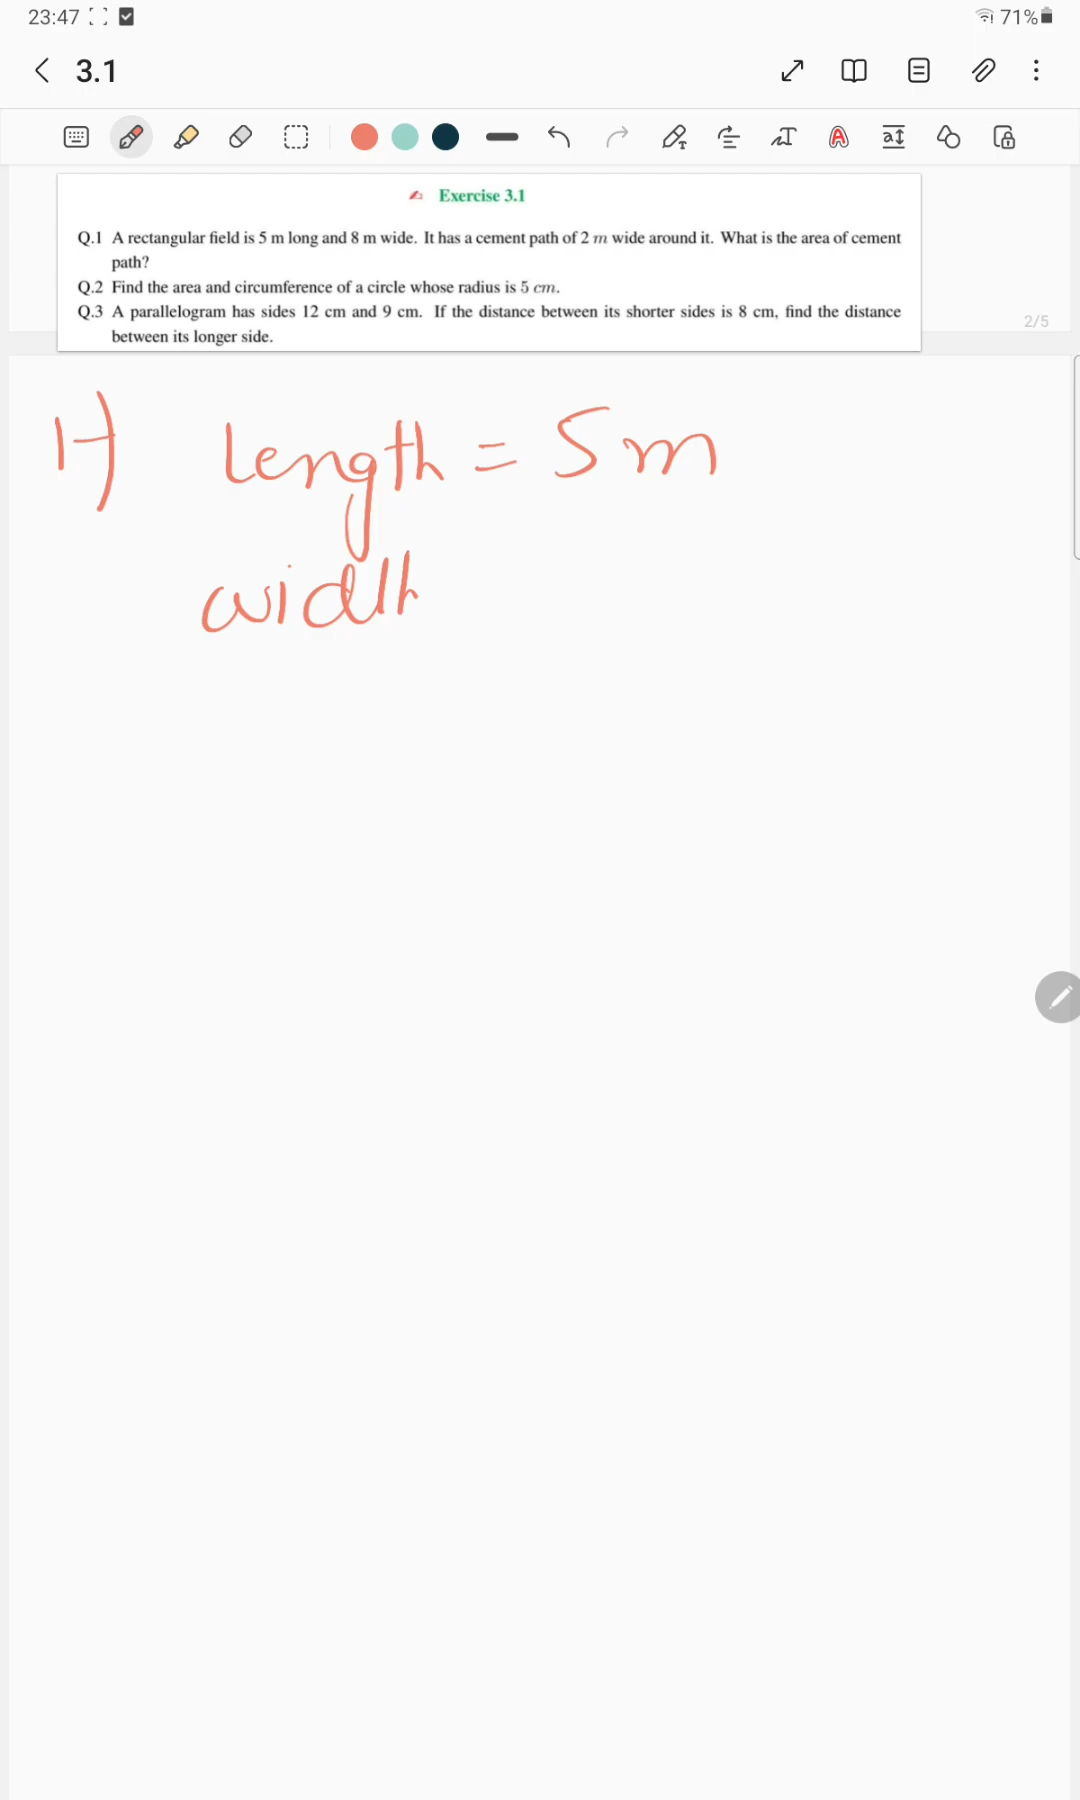 23:47 71%
3.1
Exercise 3.1
Q.1 A rectangular field is 5 m long and 8 m wide. It has a cement path of 2 m wide around it. What is the area of cement
path?
Q.2 Find the area and circumference of a circle whose radius is 5 cm.
Q.3 A parallelogram has sides 12 cm and 9 cm. If the distance between its shorter sides is 8 cm, find the distance
between its longer side.
2/5
1) Length = 5 m
width